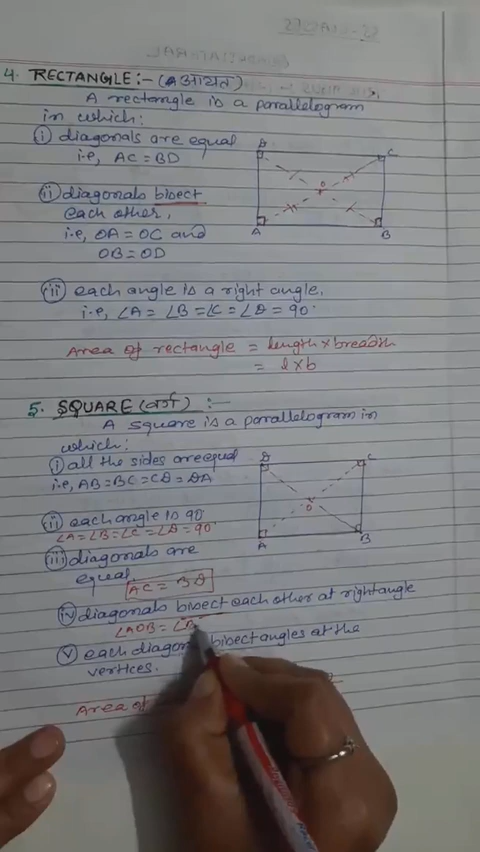 4. RECTANGLE:- (आयत)
A rectangle is a parallelogram
in which:
(i) diagonals are equal
i.e, AC = BD
D
C
O
A
B
(ii) diagonals bisect
each other,
i.e, OA = OC and
OB = OD
(iii) each angle is a right angle.
i.e, ∠A = ∠B = ∠C = ∠D = 90°
Area of rectangle = length × breadth
= l × b
5. SQUARE (वर्ग) :-
A square is a parallelogram in
which:
(i) all the sides are equal
i.e, AB = BC = CD = DA
D
C
O
A
B
(ii) each angle is 90°
∠A = ∠B = ∠C = ∠D = 90°
(iii) diagonals are
equal.
AC = BD
(iv) diagonals bisect each other at right angle
∠AOB = ∠B
(v) each diagon bisect angles at the
vertices.
Area of